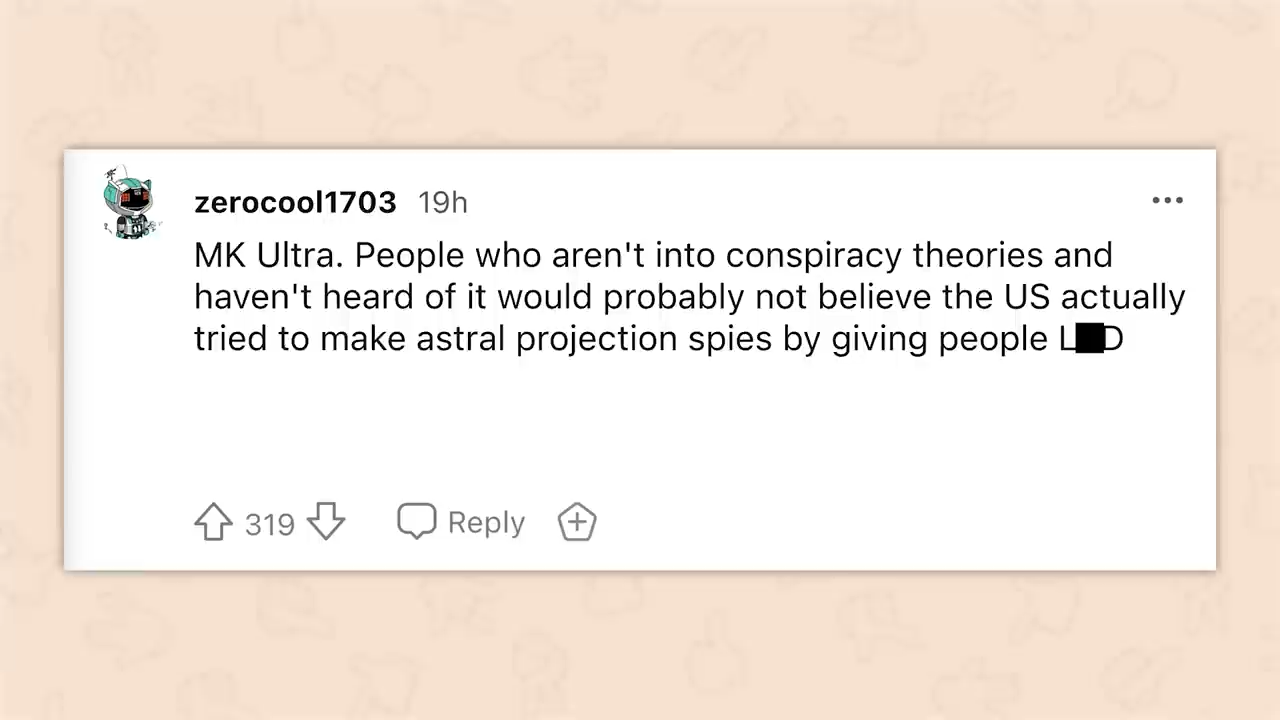 zerocool1703 19h
MK Ultra. People who aren't into conspiracy theories and
haven't heard of it would probably not believe the US actually
tried to make astral projection spies by giving people L█D
319 Reply